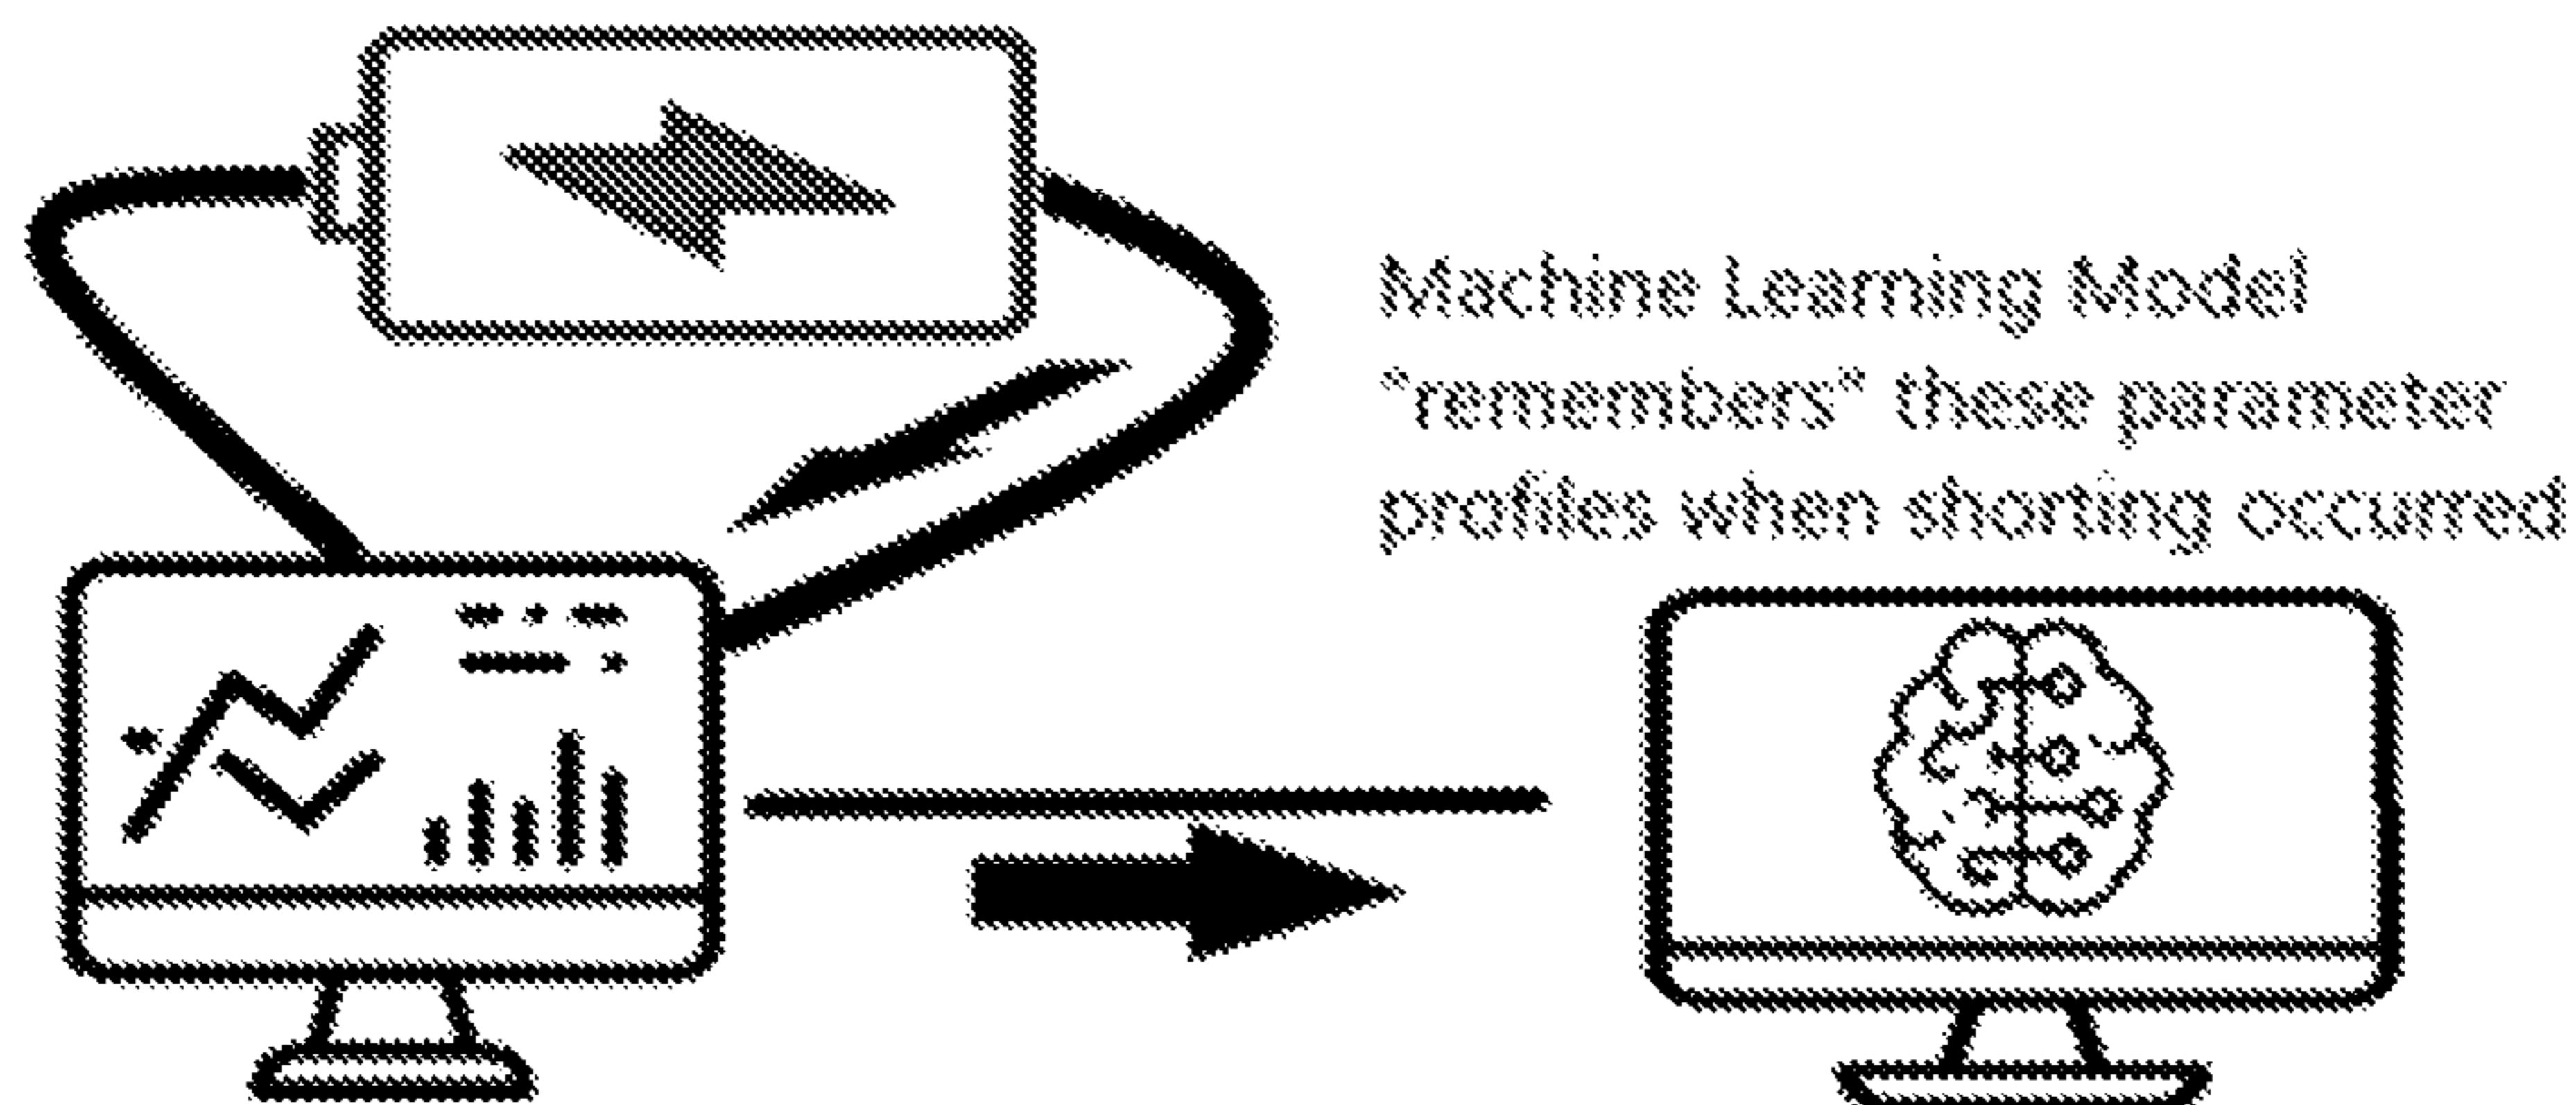 Machine Learning Model
"remembers" these parameter
profiles when shorting occurred